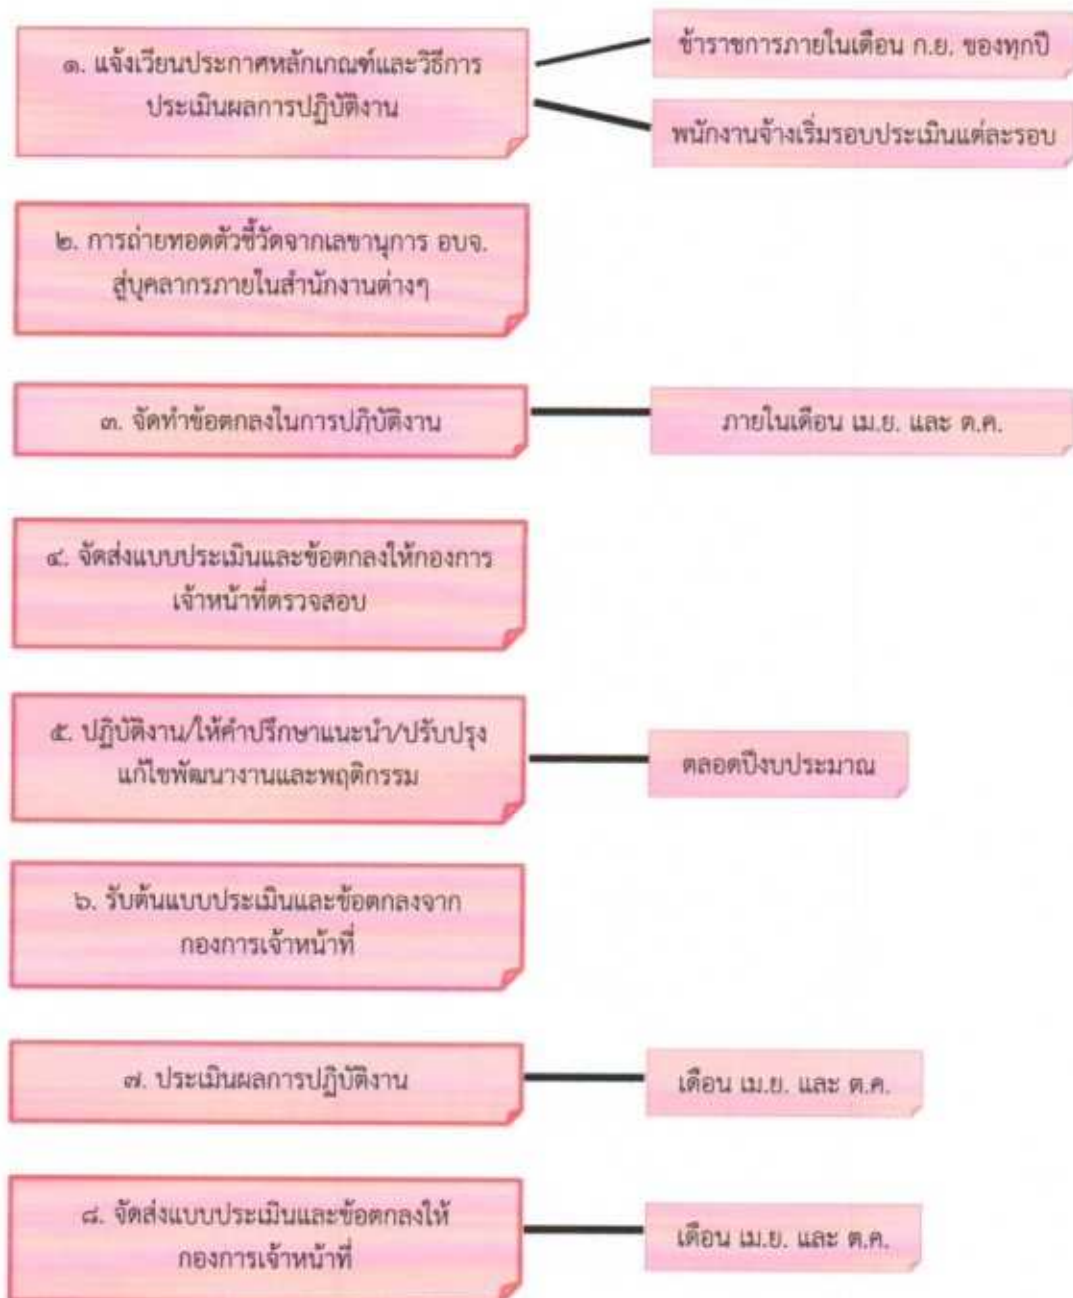 ๑. แจ้งเวียนประกาศหลักเกณฑ์และวิธีการ
ประเมินผลการปฏิบัติงาน
ข้าราชการภายในเดือน ก.ย. ของทุกปี
พนักงานจ้างเริ่มรอบประเมินแต่ละรอบ
๒. การถ่ายทอดตัวชี้วัดจากเลขานุการ อบจ.
สู่บุคลากรภายในสำนักงานต่างๆ
๓. จัดทำข้อตกลงในการปฏิบัติงาน
ภายในเดือน เม.ย. และ ต.ค.
๔. จัดส่งแบบประเมินและข้อตกลงให้กองการ
เจ้าหน้าที่ตรวจสอบ
๕. ปฏิบัติงาน/ให้คำปรึกษาแนะนำ/ปรับปรุง
แก้ไขพัฒนางานและพฤติกรรม
ตลอดปีงบประมาณ
๖. รับต้นแบบประเมินและข้อตกลงจาก
กองการเจ้าหน้าที่
๗. ประเมินผลการปฏิบัติงาน
เดือน เม.ย. และ ต.ค.
๘. จัดส่งแบบประเมินและข้อตกลงให้
กองการเจ้าหน้าที่
เดือน เม.ย. และ ต.ค.